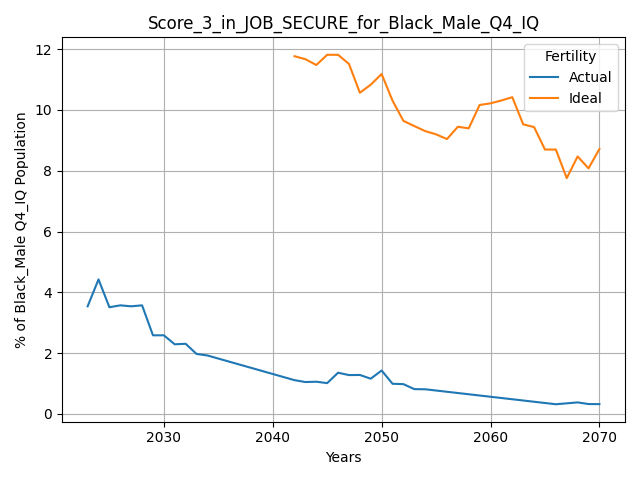 Score_3_in_JOB_SECURE_for_Black_Male_Q4_IQ
% of Black_Male Q4_IQ Population
12
10
8
6
4
2
0
Fertility
Actual
Ideal
2030
2040
2050
2060
2070
Years